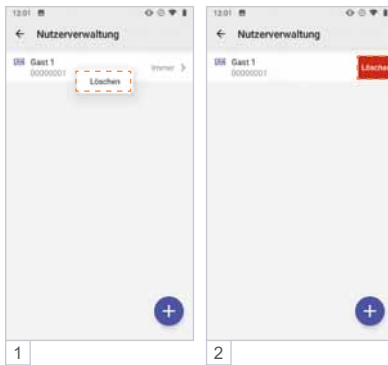 12:01
← Nutzerverwaltung
Gast 1
00000001
Immer
Löschen
1
12:01
← Nutzerverwaltung
Gast 1
00000001
Löschen
2